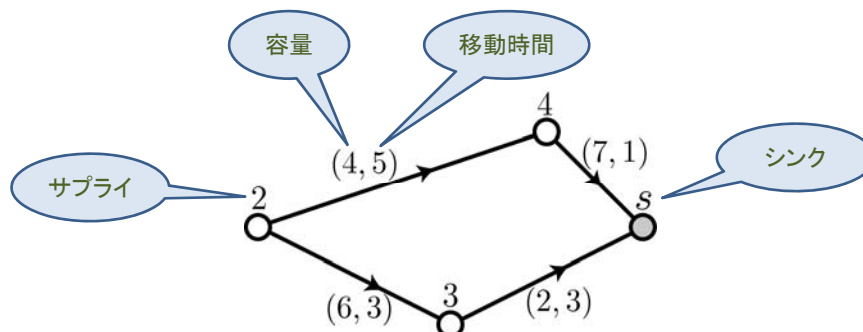 容量
移動時間
4
(4, 5)
(7, 1)
シンク
サプライ
2
s
(6, 3)
3
(2, 3)